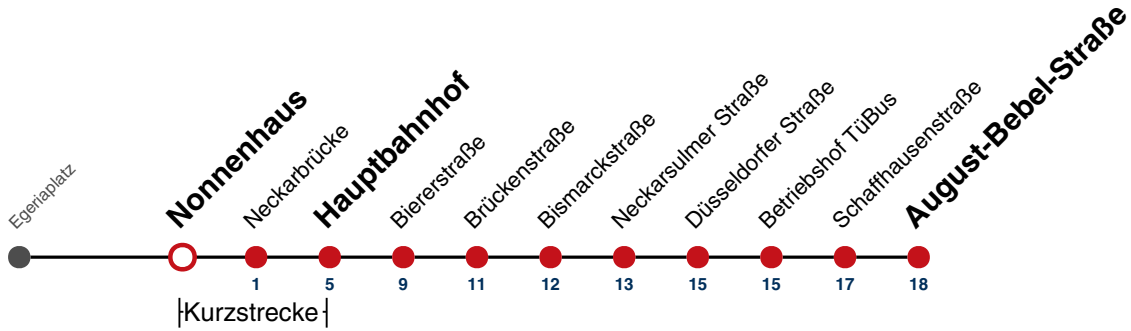 Egeriaplatz
Nonnenhaus
Neckarbrücke
Hauptbahnhof
Biererstraße
Brückenstraße
Bismarckstraße
Neckarsulmer Straße
Düsseldorfer Straße
Betriebshof TüBus
Schaffhausenstraße
August-Bebel-Straße
1 5 9 11 12 13 15 15 17 18
Kurzstrecke